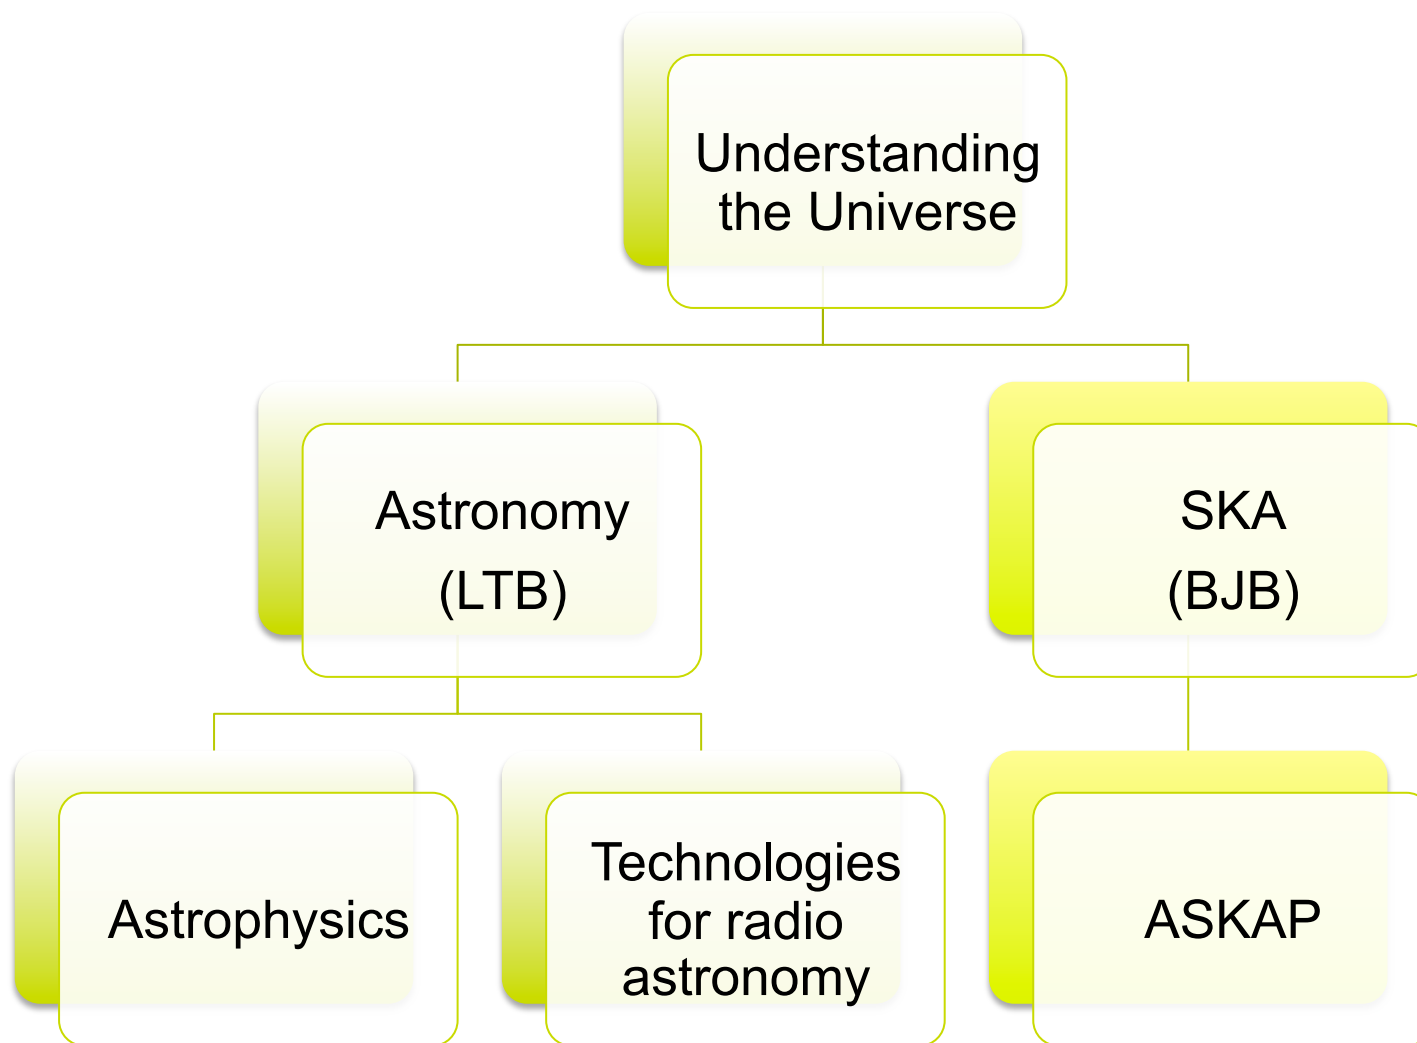 Understanding
the Universe
Astronomy
(LTB)
SKA
(BJB)
Astrophysics
Technologies
for radio
astronomy
ASKAP